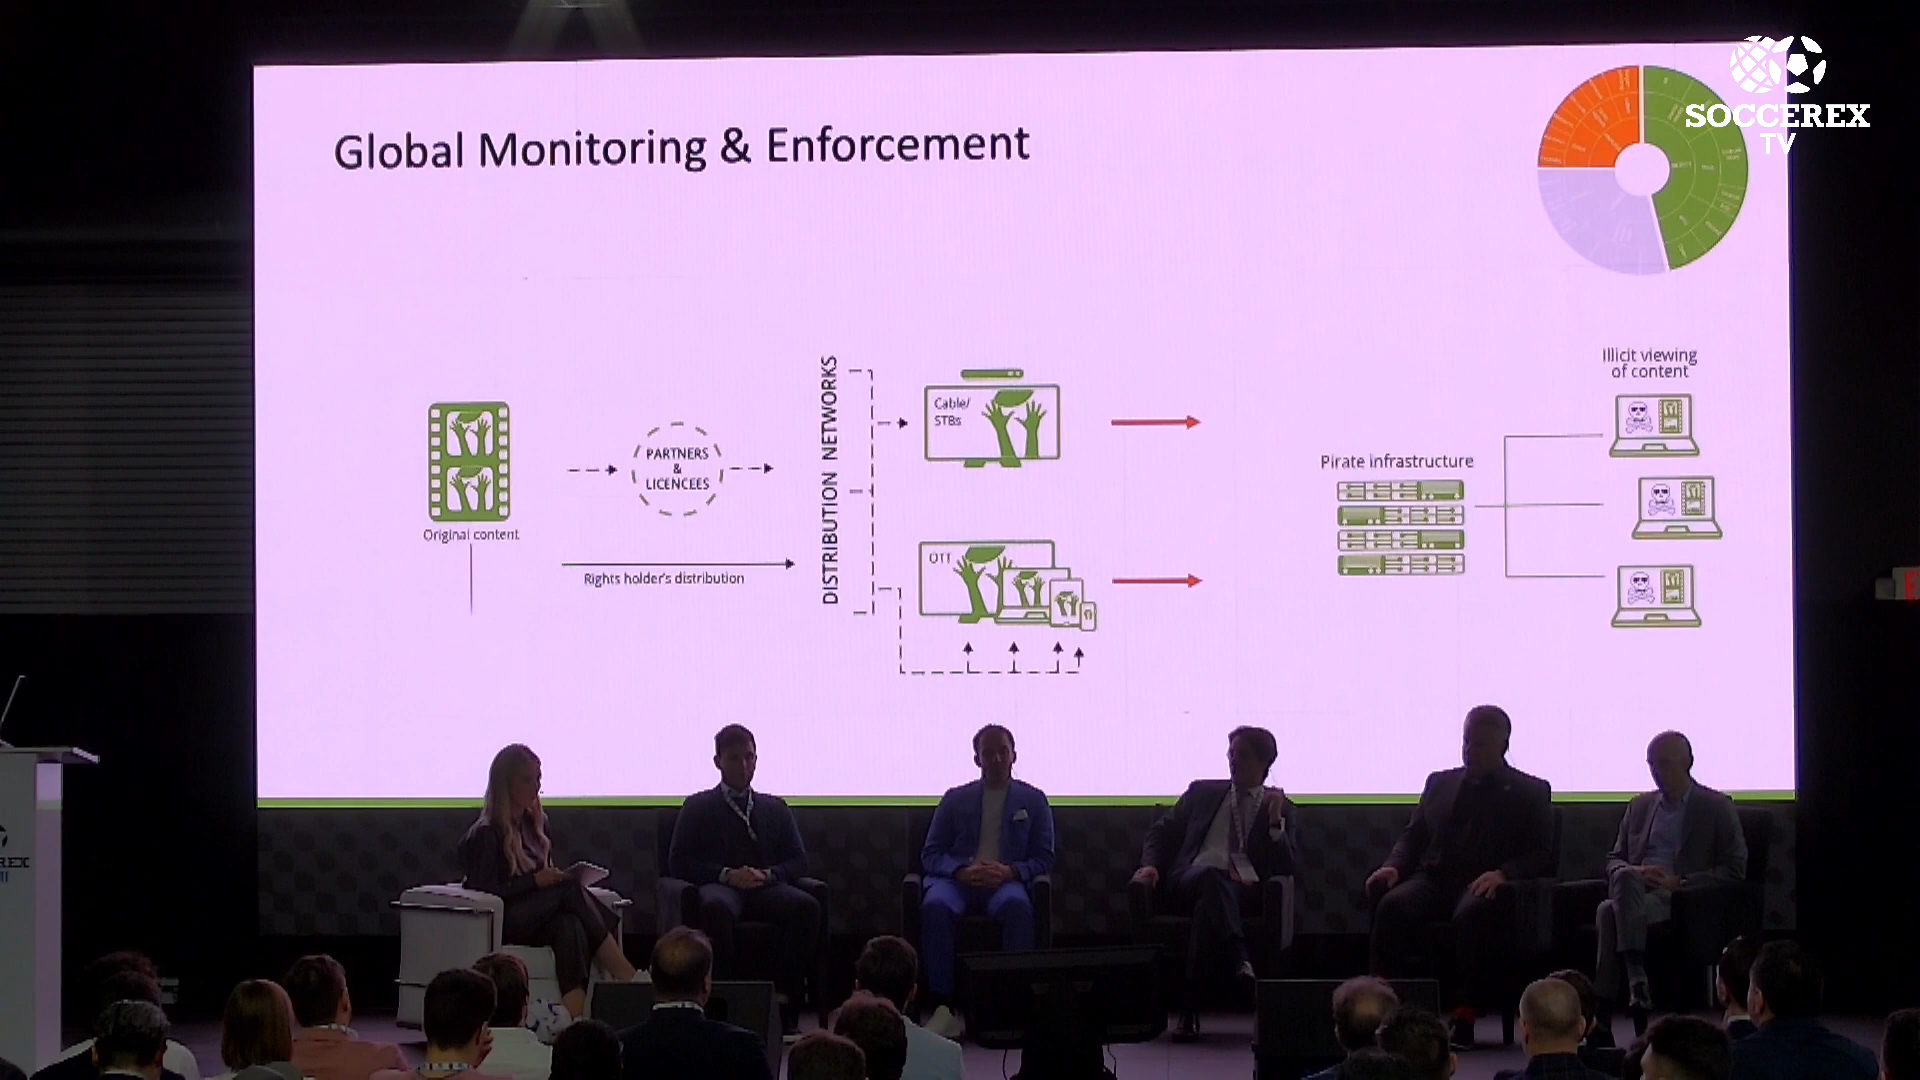 SOCCEREX
TV
Global Monitoring & Enforcement
Illicit viewing
of content
Cable/
STBs
PARTNERS
&
LICENCEES
DISTRIBUTION NETWORKS
Pirate infrastructure
Original content
OTT
Rights holder's distribution